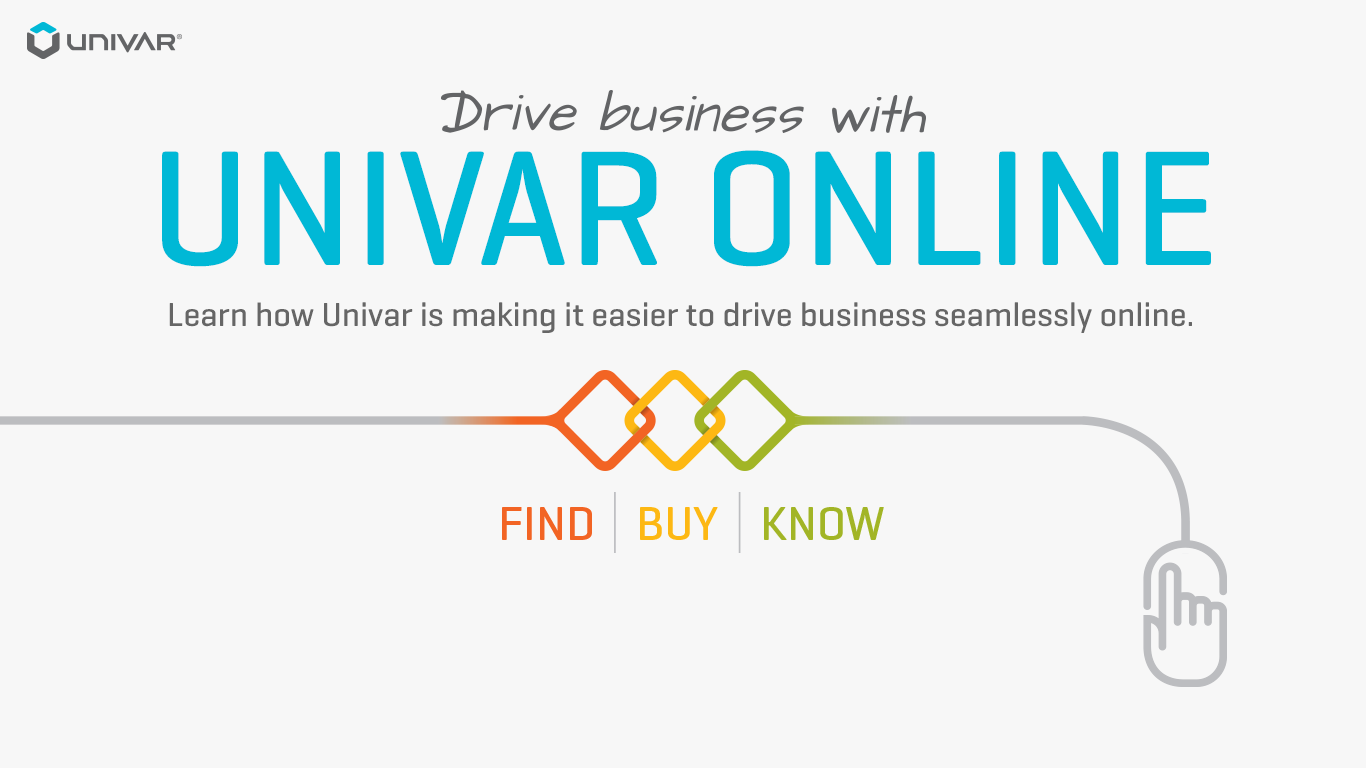 UNIVAR®
Drive business with
UNIVAR ONLINE
Learn how Univar is making it easier to drive business seamlessly online.
FIND | BUY | KNOW